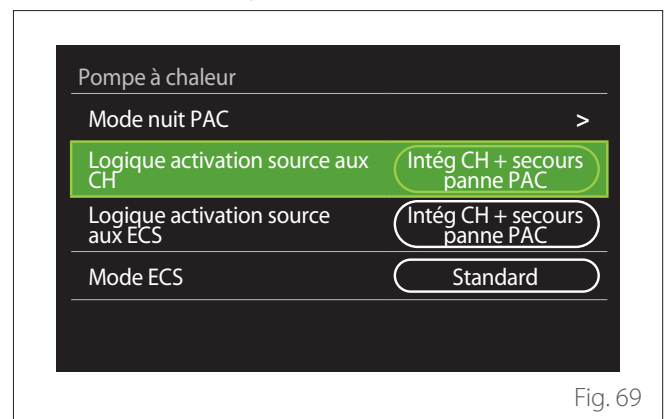 Pompe à chaleur
Mode nuit PAC >
Logique activation source aux CH
Intég CH + secours panne PAC
Logique activation source aux ECS
Intég CH + secours panne PAC
Mode ECS Standard
Fig. 69